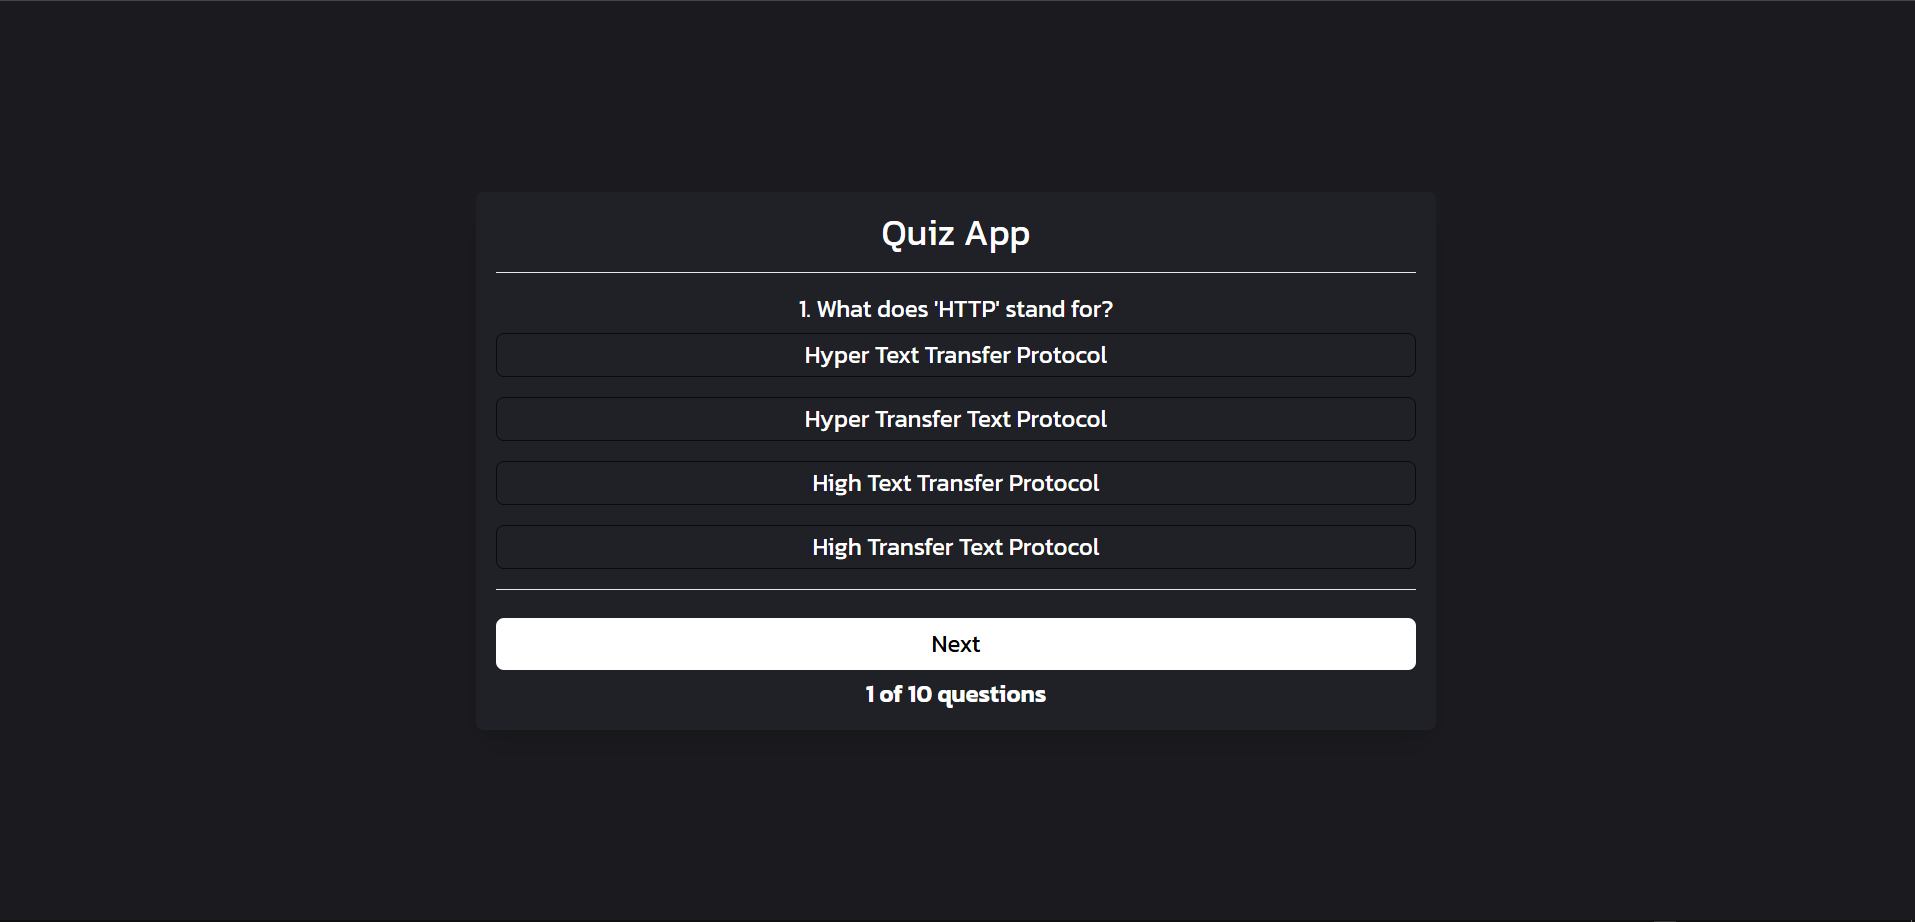 Quiz App
1. What does 'HTTP' stand for?
Hyper Text Transfer Protocol
Hyper Transfer Text Protocol
High Text Transfer Protocol
High Transfer Text Protocol
Next
1 of 10 questions